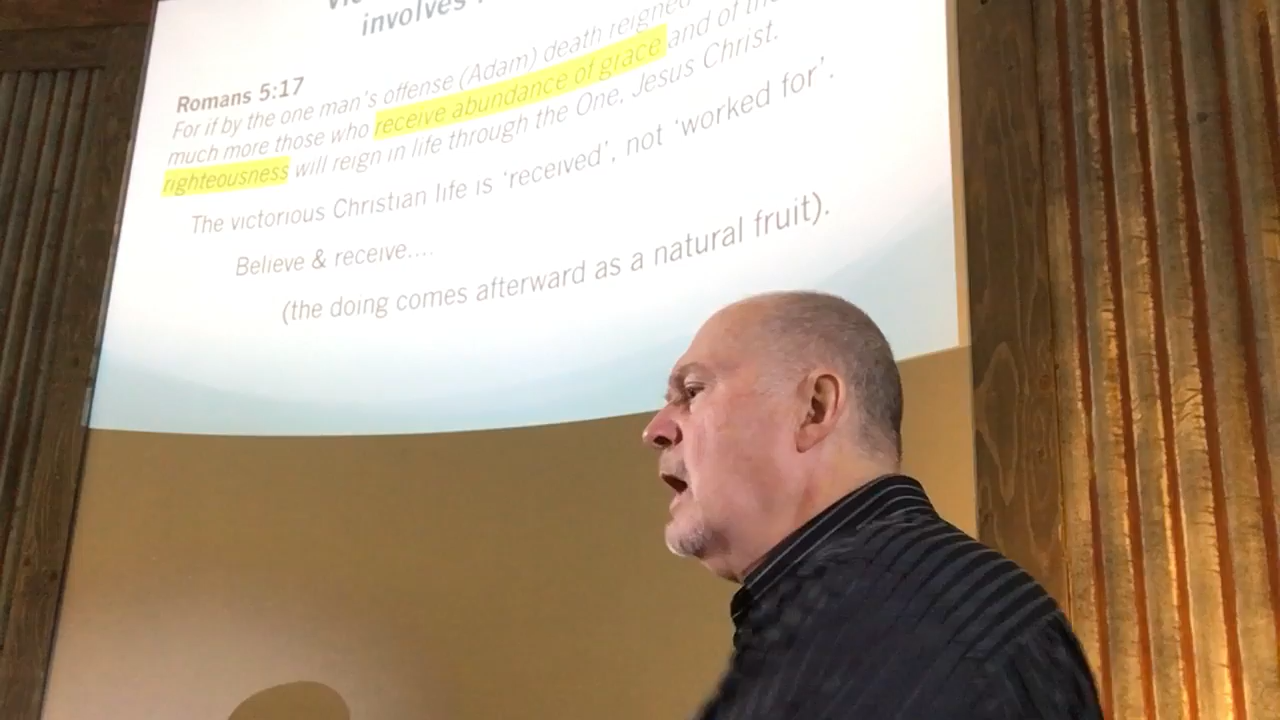 involves
Romans 5:17
For if by the one man's offense (Adam) death reigned
much more those who receive abundance of grace and of the
righteousness will reign in life through the One, Jesus Christ.
The victorious Christian life is 'received', not 'worked for'.
Believe & receive....
(the doing comes afterward as a natural fruit).